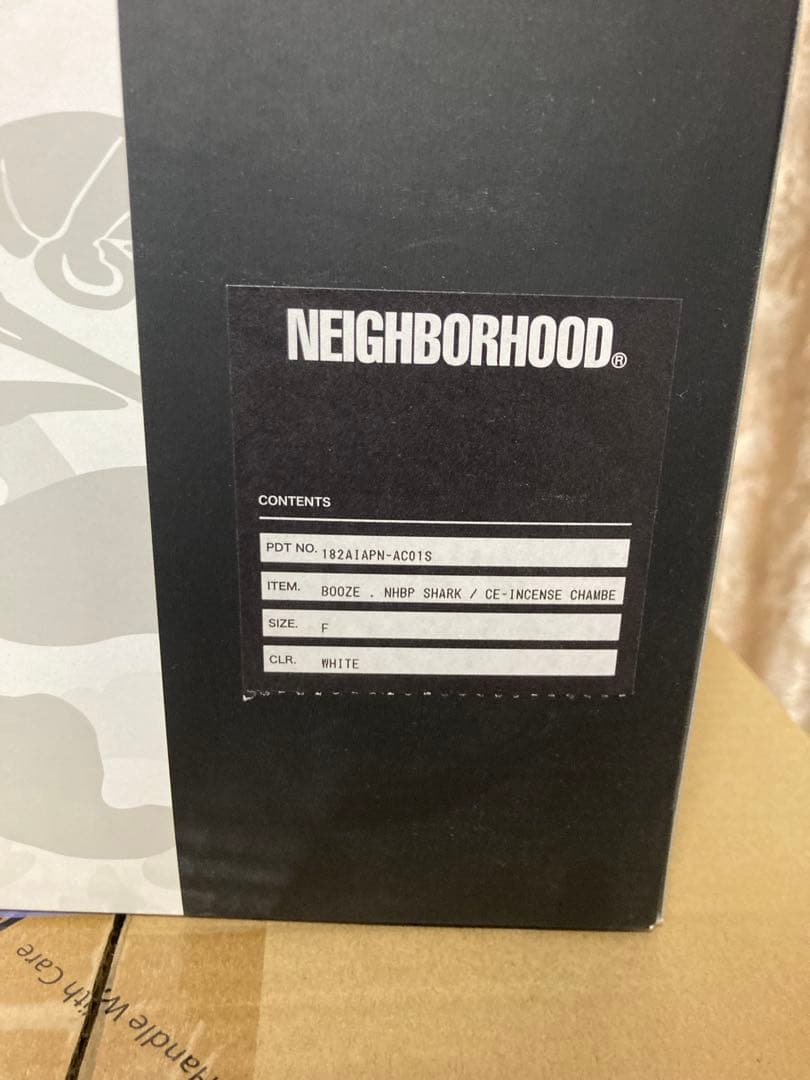 NEIGHBORHOOD®
CONTENTS
PDT NO. 182AIAPN-AC01S
ITEM. BOOZE . NHBP SHARK / CE-INCENSE CHAMBE
SIZE. F
CLR. WHITE
Handle With Care